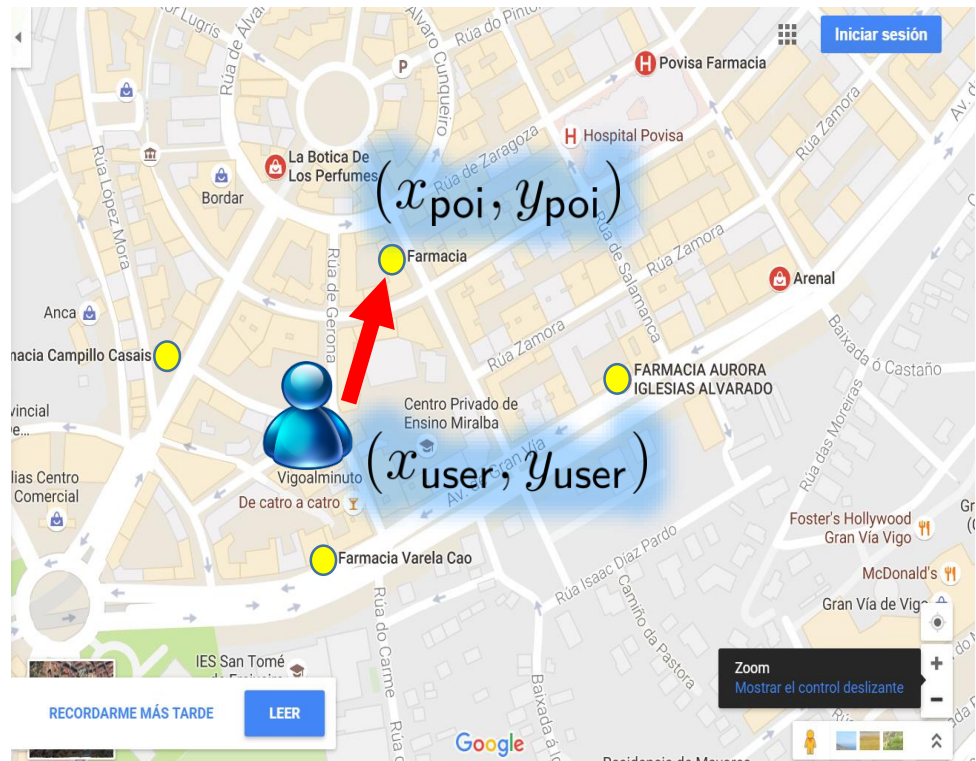 Iniciar sesión
Rúa do Pintor
Lugris
Rúa de
Alvaro Cunqueiro
P
H Povisa Farmacia
H Hospital Povisa
Rúa Zamora
Av. d
Rúa de Zaragoza
La Botica De
Los Perfumes
Bordar
Rúa López Mora
(x_poi, y_poi)
Farmacia
Rúa de Gerona
Rúa de Salamanca
Rúa Zamora
Arenal
Anca
macia Campillo Casais
Rúa Zamora
Baixada ó Castaño
FARMACIA AURORA
IGLESIAS ALVARADO
Rúa das Moreiras
Centro Privado de
Ensino Miralba
(x_user, y_user)
Gran Vía
Vigoalminuto
De catro a catro
Centro
Comercial
Foster's Hollywood
Gran Vía Vigo
Farmacia Varela Cao
Rúa Isaac Diaz Pardo
Camiño da Pastora
McDonald's
Gran Vía de Vigo
Rúa do Carme
IES San Tomé
Zoom
Mostrar el control deslizante
RECORDARME MÁS TARDE
LEER
Google